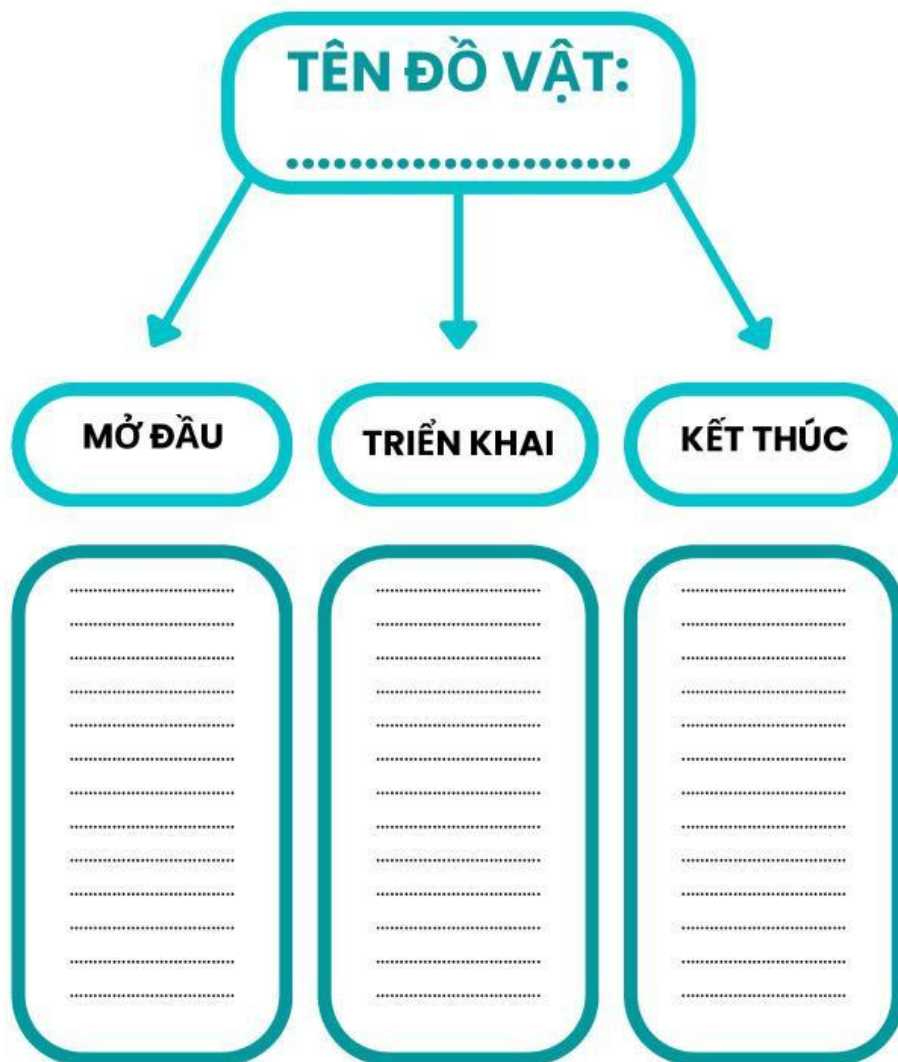 TÊN ĐỒ VẬT:
......................
MỞ ĐẦU
TRIỂN KHAI
KẾT THÚC